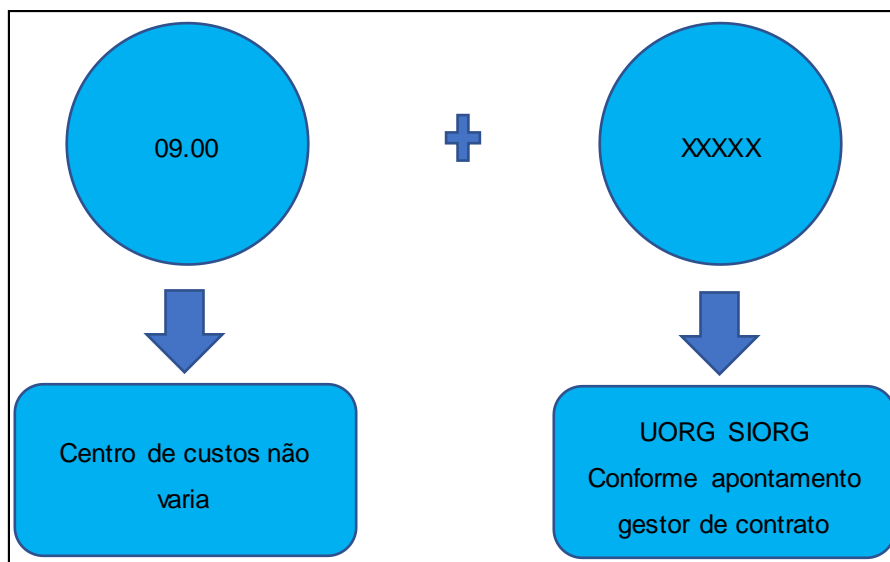 09.00
XXXXX
Centro de custos não
varia
UORG SIORG
Conforme apontamento
gestor de contrato